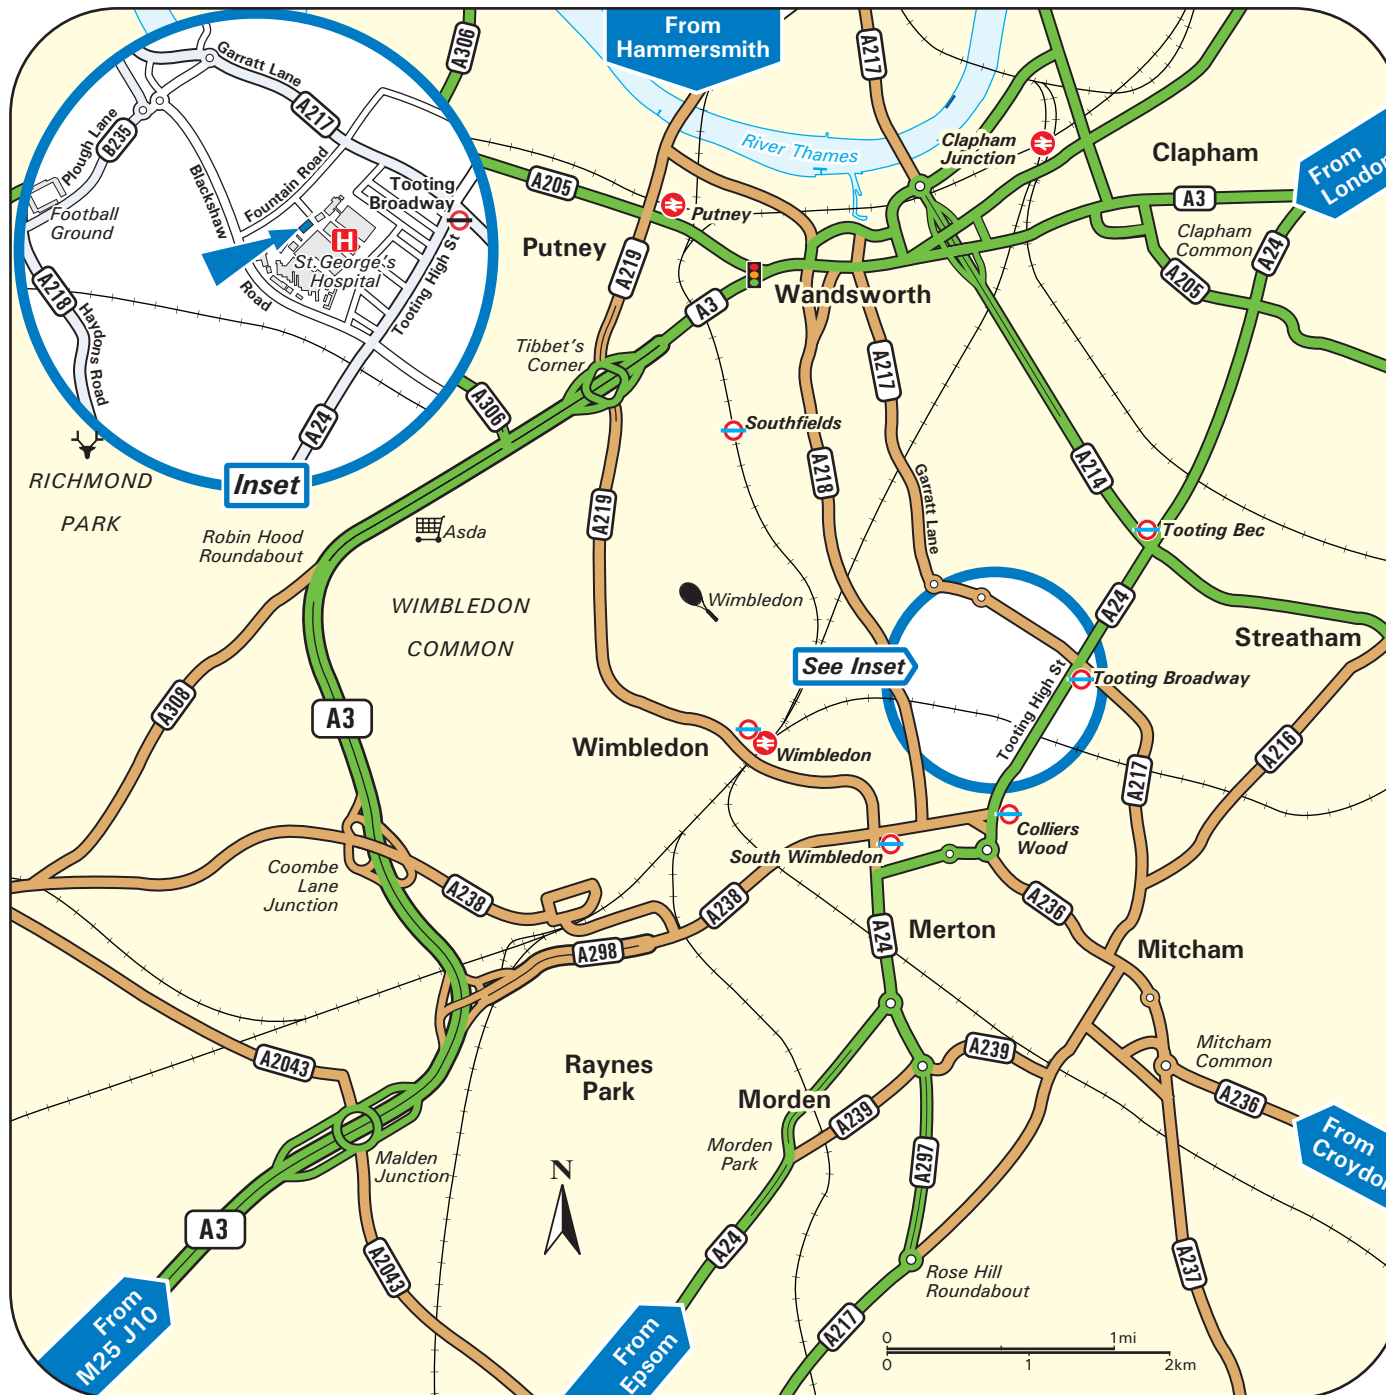 From
Hammersmith
A306
A217
Garratt Lane
A217
Plough Lane
B235
Blackshaw
Road
Fountain Road
Tooting
Broadway
Football
Ground
H
St George's
Hospital
Tooting High St
A218
Haydons Road
A24
Inset
River Thames
Clapham
Junction
Clapham
From
London
A205
Putney
Putney
A3
Clapham
Common
A24
A205
A219
Wandsworth
A3
Tibbet's
Corner
A217
A306
Southfields
RICHMOND
PARK
A218
Garratt Lane
A214
A219
Robin Hood
Roundabout
Asda
Tooting Bec
WIMBLEDON
COMMON
Wimbledon
A24
Streatham
See Inset
Tooting High St
Tooting Broadway
A308
A3
Wimbledon
Wimbledon
A217
A216
Colliers
Wood
South Wimbledon
Coombe
Lane
Junction
A238
A238
A236
A24
Merton
Mitcham
A298
A2043
Raynes
Park
A239
Mitcham
Common
Morden
A239
A236
From
Croydon
Morden
Park
A297
Malden
Junction
N
A3
A2043
A24
A237
Rose Hill
Roundabout
From
M25 J10
From
Epsom
A217
0 1mi
0 1 2km